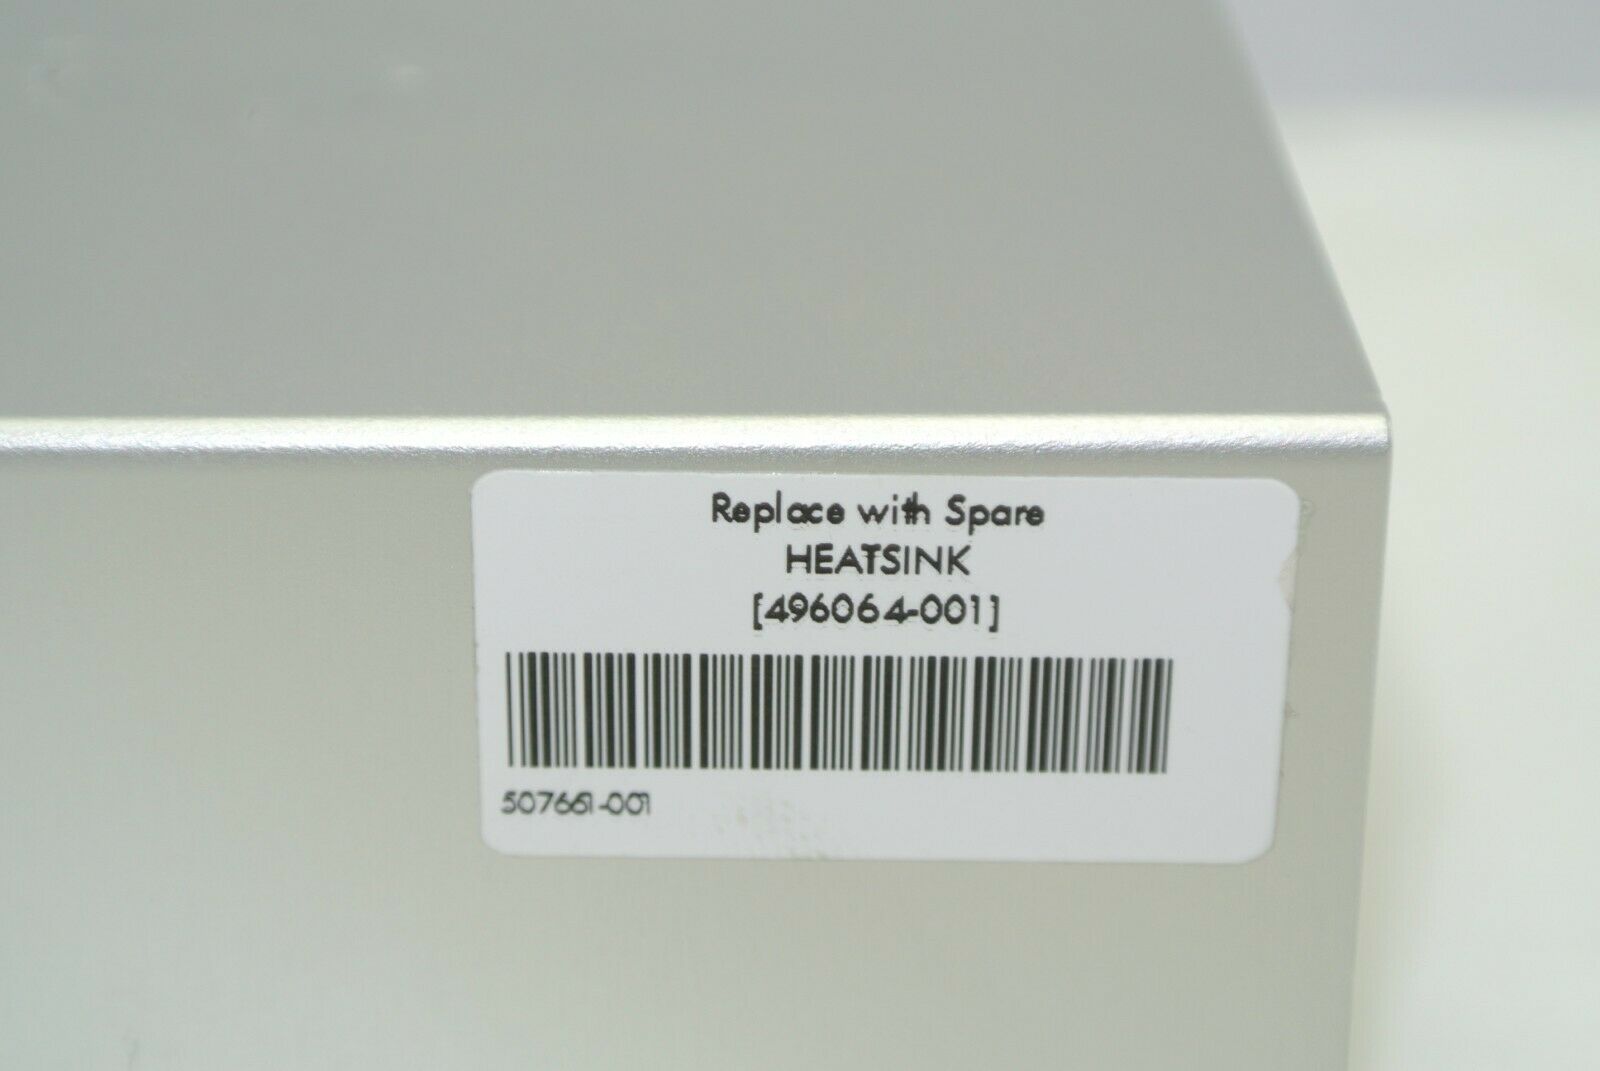 Replace with Spare
HEATSINK
[496064-001]
507661-001